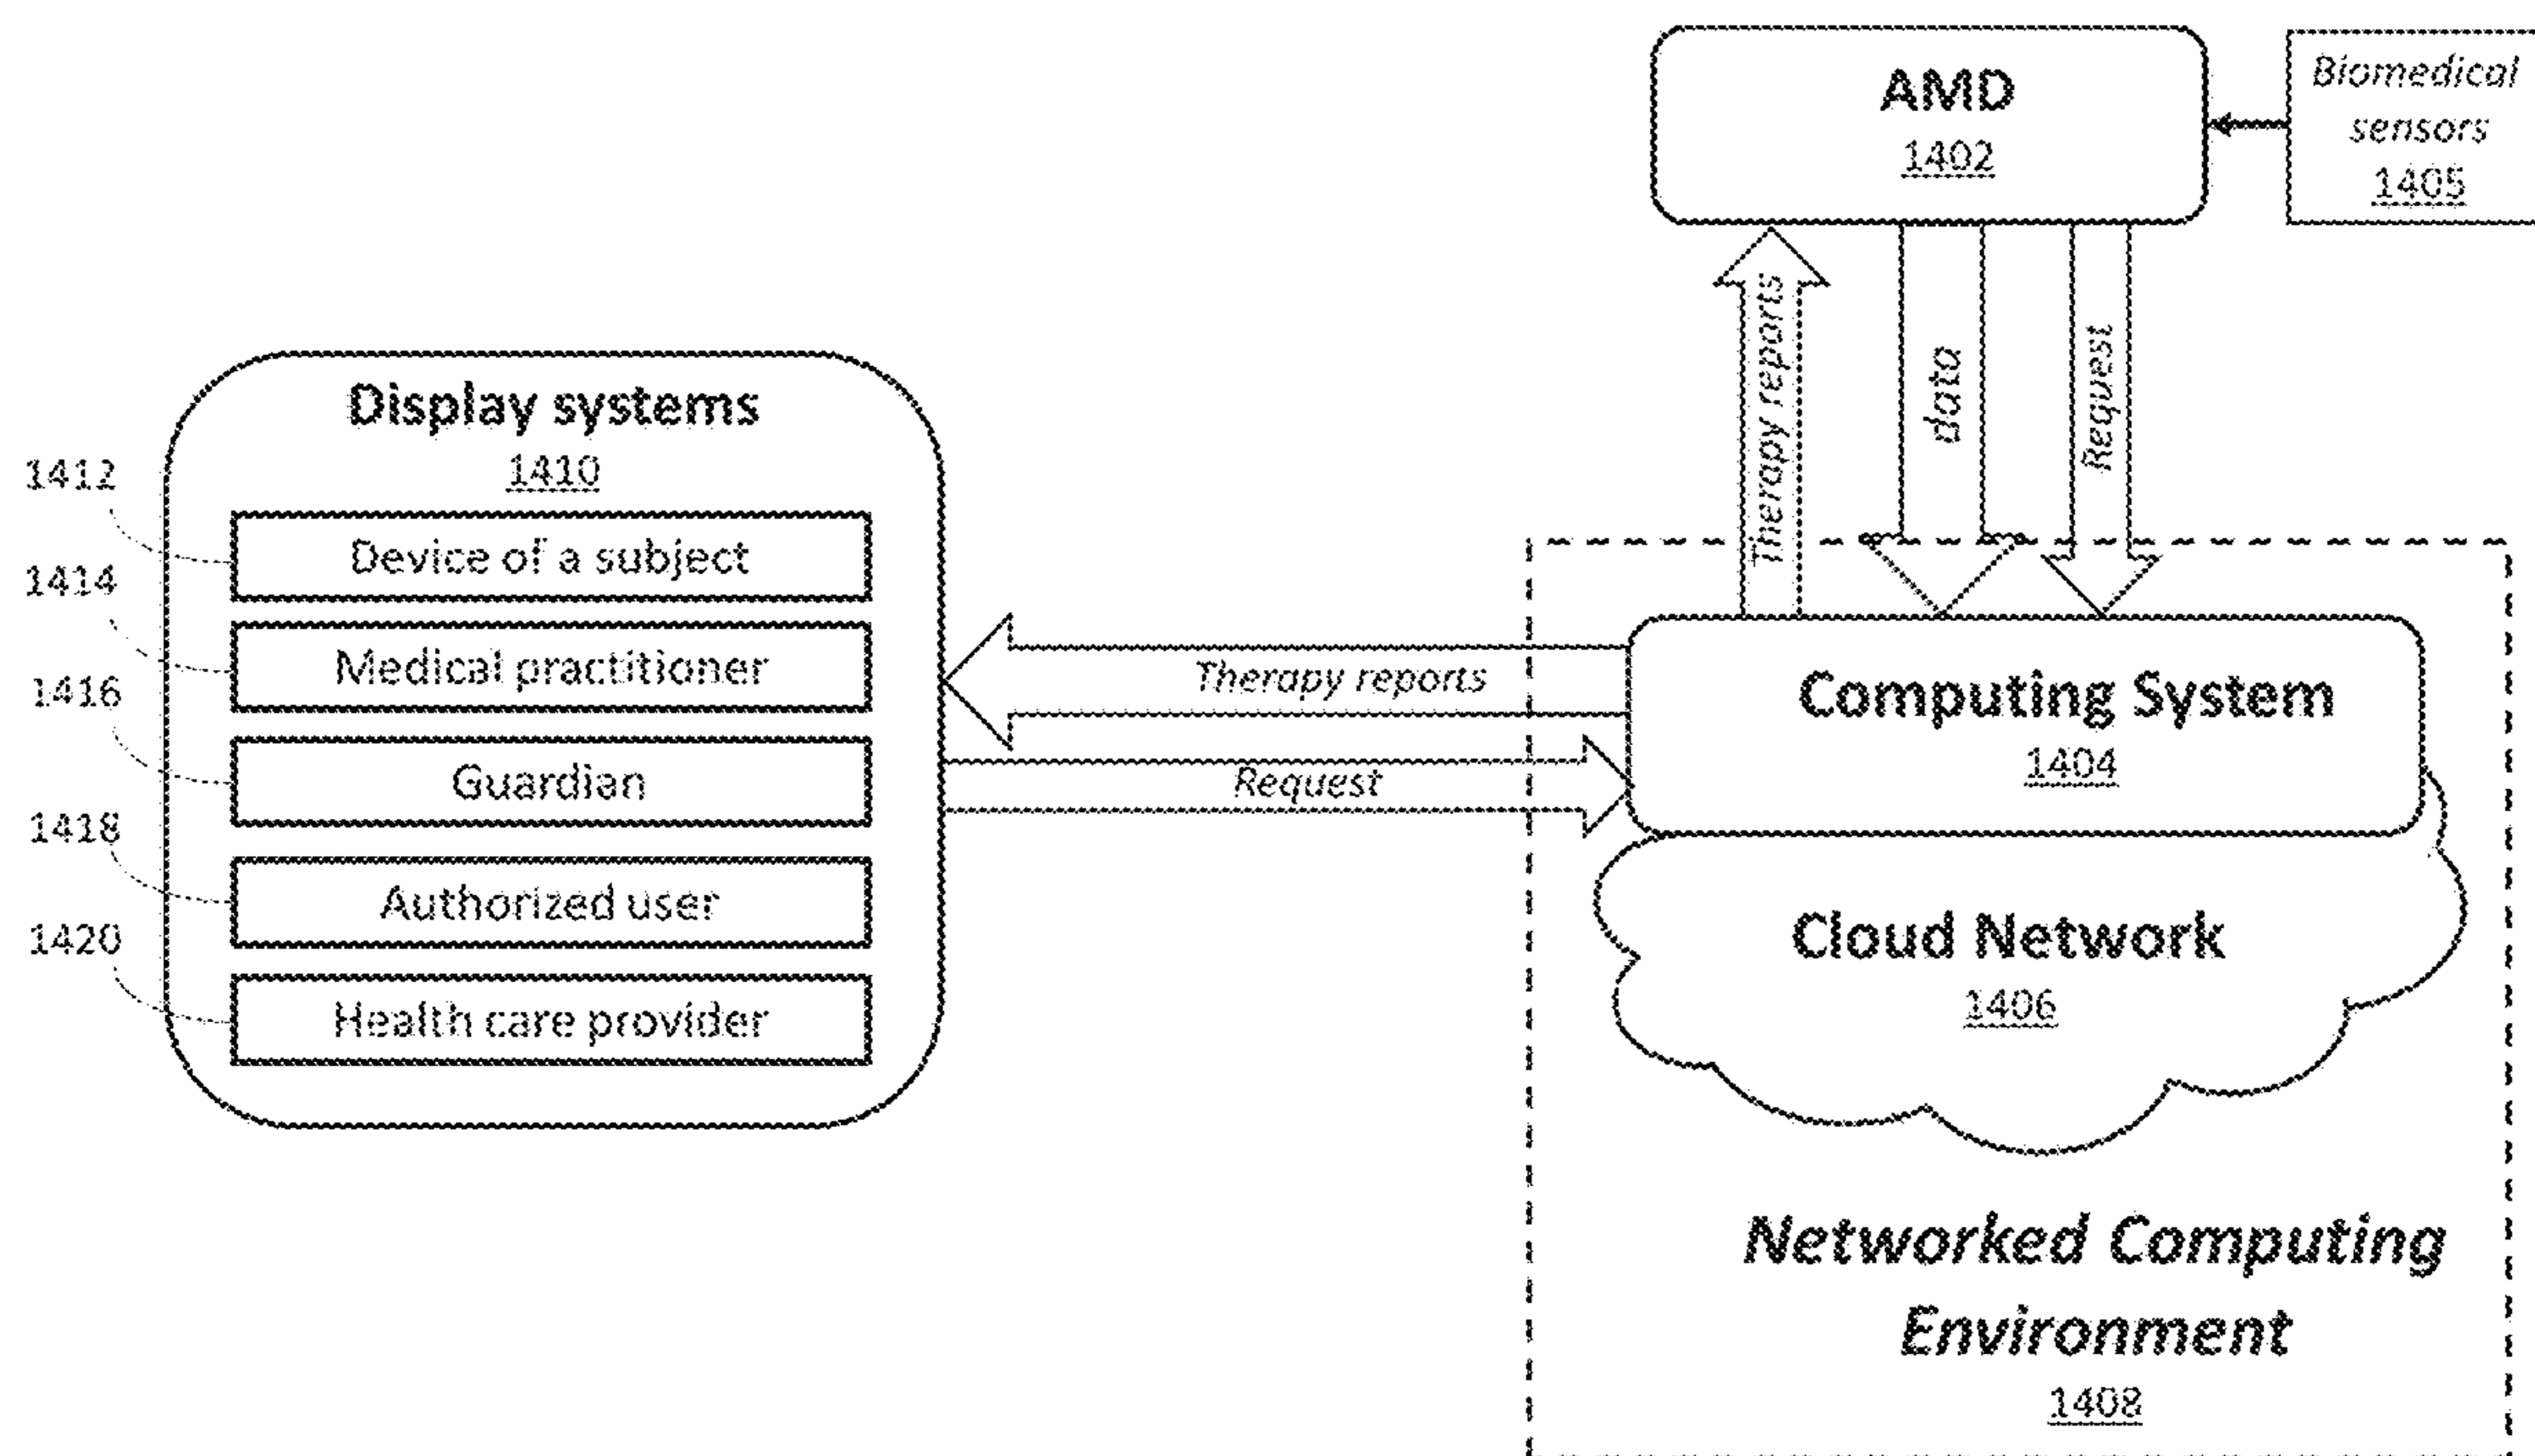 AMD
1402
Biomedical
sensors
1405
Therapy reports
data
Request
Display systems
1410
1412
Device of a subject
1414
Medical practitioner
1416
Guardian
1418
Authorized user
1420
Health care provider
Therapy reports
Request
Computing System
1404
Cloud Network
1406
Networked Computing
Environment
1408